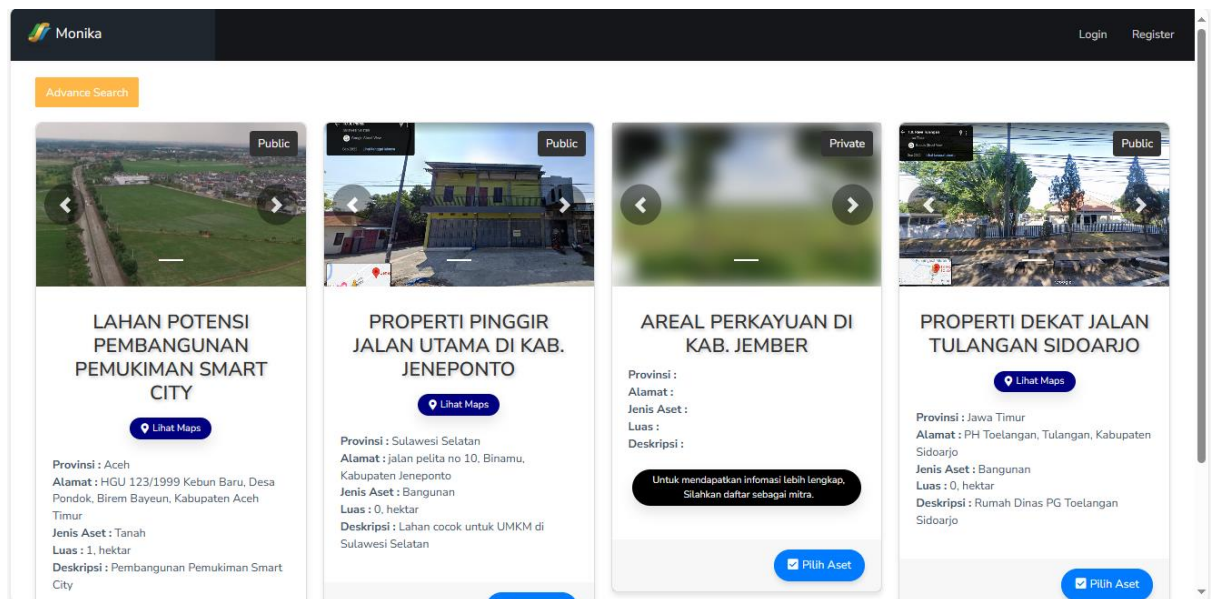 Monika
Login
Register
Advance Search
Public
LAHAN POTENSI
PEMBANGUNAN
PEMUKIMAN SMART
CITY
Lihat Maps
Provinsi : Aceh
Alamat : HGU 123/1999 Kebun Baru, Desa
Pondok, Birem Bayeun, Kabupaten Aceh
Timur
Jenis Aset : Tanah
Luas : 1, hektar
Deskripsi : Pembangunan Pemukiman Smart
City
Public
PROPERTI PINGGIR
JALAN UTAMA DI KAB.
JENEPONTO
Lihat Maps
Provinsi : Sulawesi Selatan
Alamat : jalan pelita no 10, Binamu,
Kabupaten Jeneponto
Jenis Aset : Bangunan
Luas : 0, hektar
Deskripsi : Lahan cocok untuk UMKM di
Sulawesi Selatan
Private
AREAL PERKAYUAN DI
KAB. JEMBER
Provinsi :
Alamat :
Jenis Aset :
Luas :
Deskripsi :
Untuk mendapatkan infomasi lebih lengkap,
Silahkan daftar sebagai mitra.
Pilih Aset
Public
PROPERTI DEKAT JALAN
TULANGAN SIDOARJO
Lihat Maps
Provinsi : Jawa Timur
Alamat : PH Toelangan, Tulangan, Kabupaten
Sidoarjo
Jenis Aset : Bangunan
Luas : 0, hektar
Deskripsi : Rumah Dinas PG Toelangan
Sidoarjo
Pilih Aset